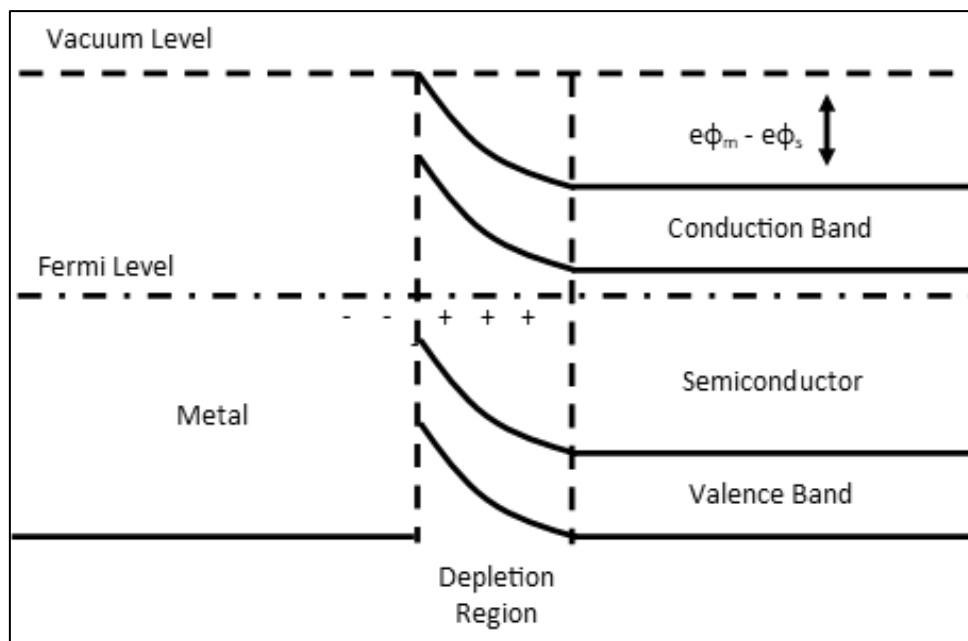 Vacuum Level
eϕₘ - eϕₛ
Conduction Band
Fermi Level
- - + + +
Semiconductor
Metal
Valence Band
Depletion
Region